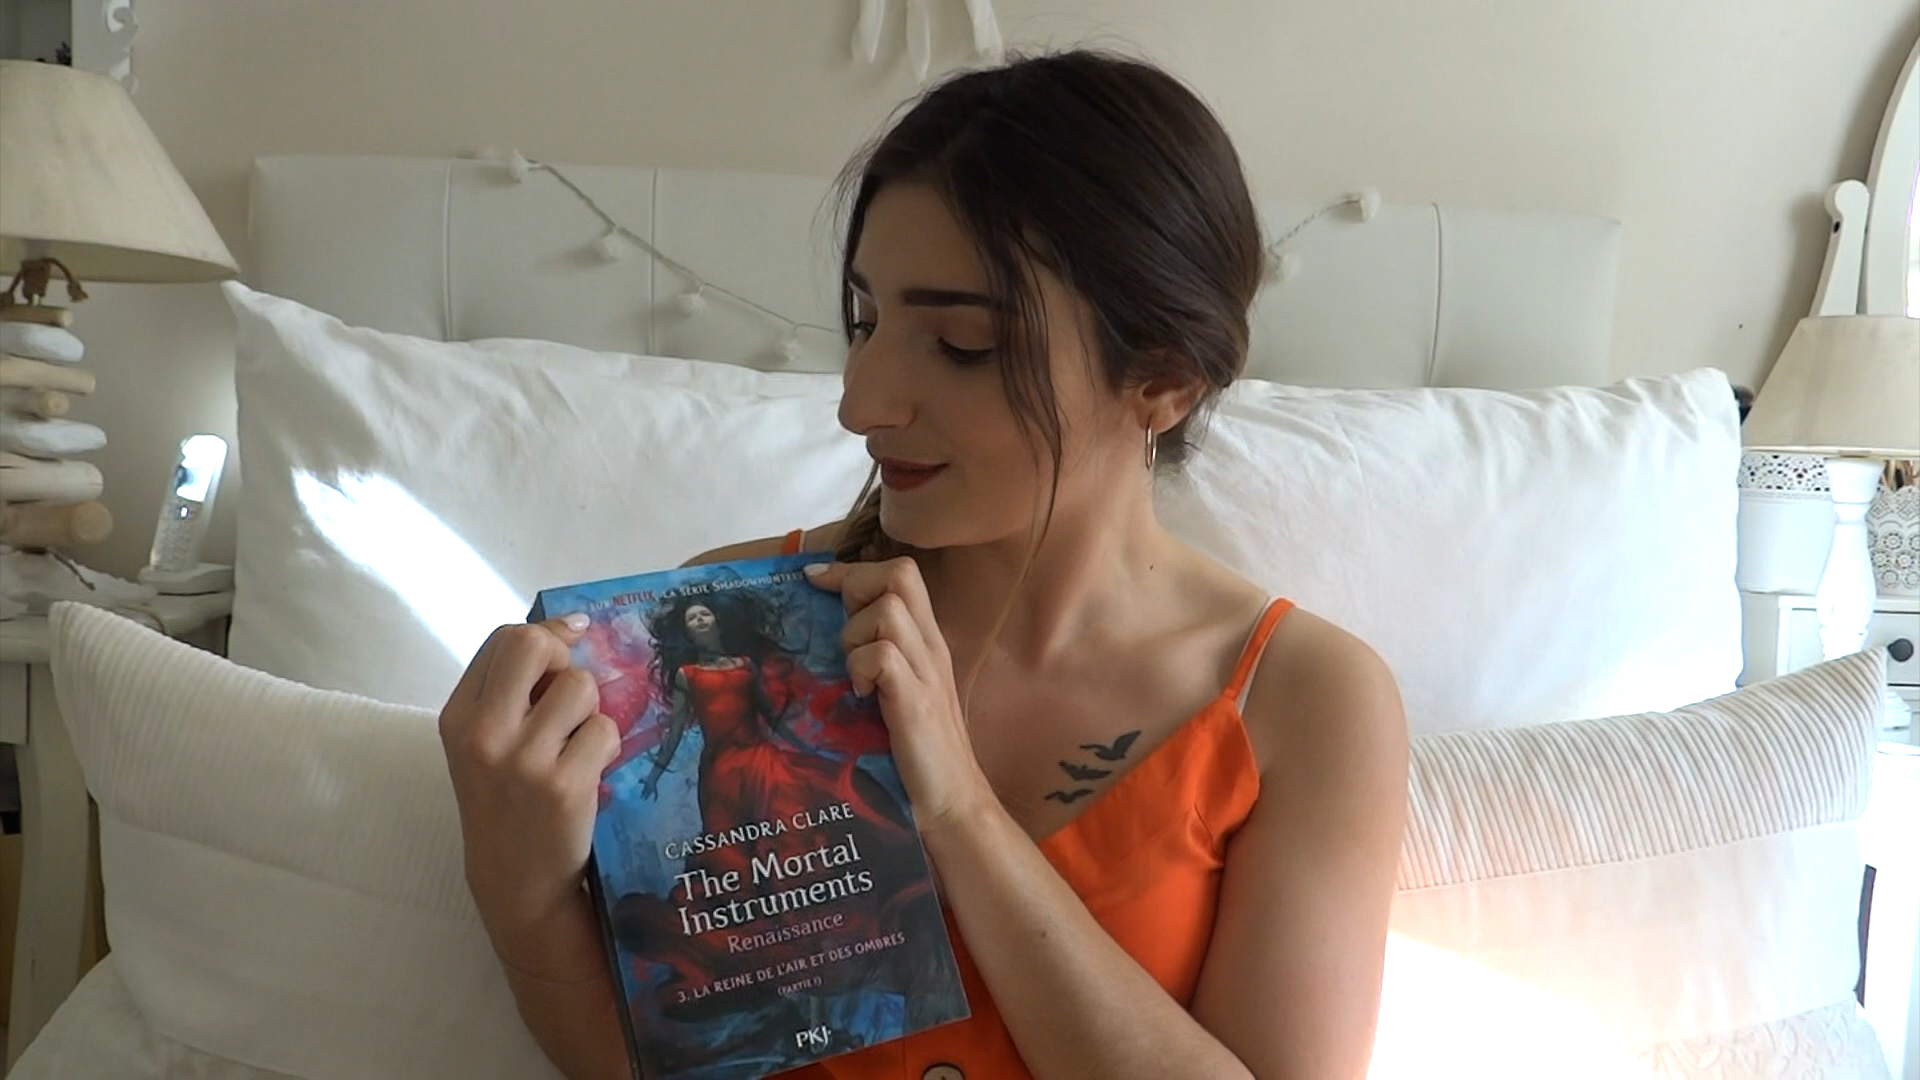 SUR NETFLIX, LA SÉRIE SHADOWHUNTERS
CASSANDRA CLARE
The Mortal
Instruments
Renaissance
3. LA REINE DE L'AIR ET DES OMBRES
(PARTIE I)
PKJ·